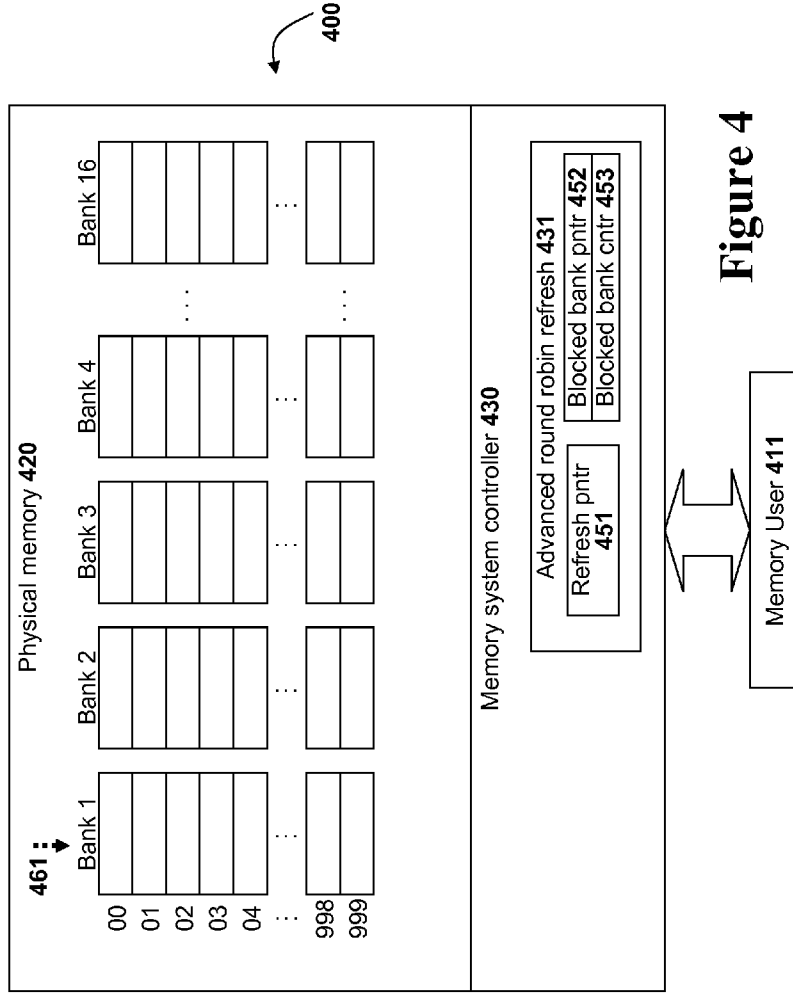 400
Physical memory 420
461
Bank 1 Bank 2 Bank 3 Bank 4 Bank 16
00
01
02
03
04
...
998
999
Memory system controller 430
Advanced round robin refresh 431
Refresh pntr
451
Blocked bank pntr 452
Blocked bank cntr 453
Memory User 411
Figure 4